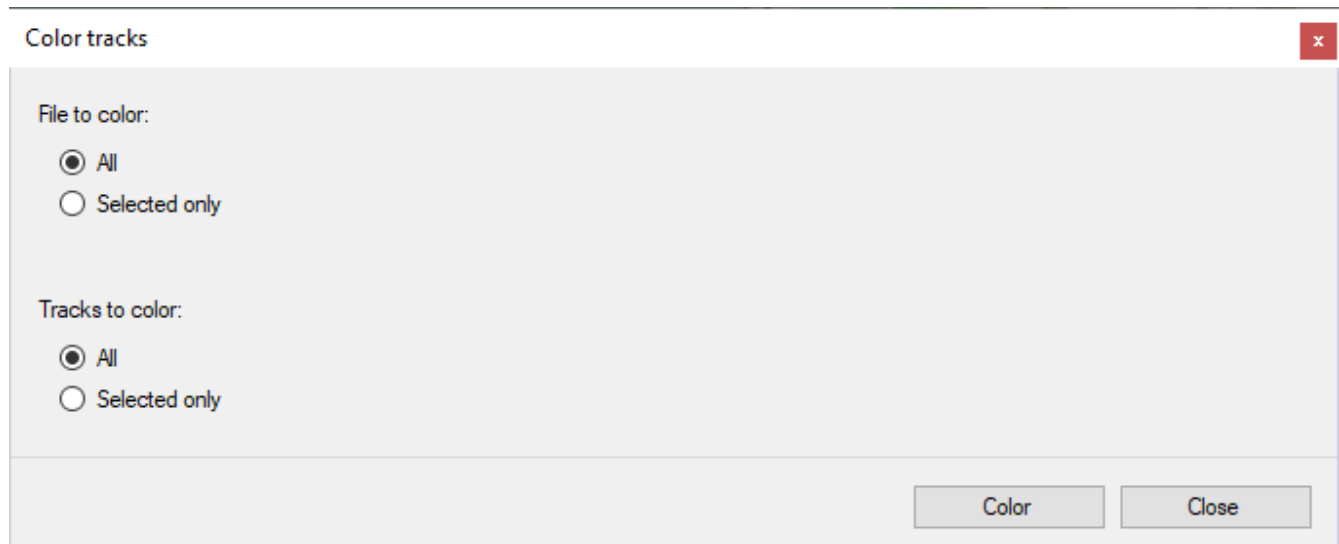 Color tracks
x
File to color:
All
Selected only
Tracks to color:
All
Selected only
Color Close